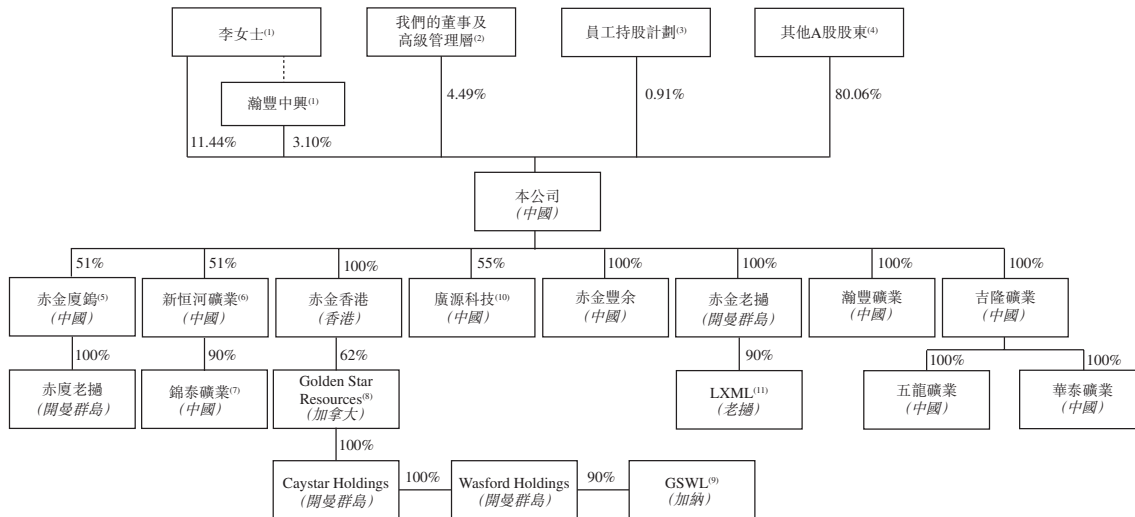 李女士(1)
我們的董事及
高級管理層(2)
員工持股計劃(3)
其他A股股東(4)
瀚豐中興(1)
4.49%
0.91%
80.06%
11.44%
3.10%
本公司
(中國)
51%
51%
100%
55%
100%
100%
100%
100%
赤金廈鎢(5)
(中國)
新恒河礦業(6)
(中國)
赤金香港
(香港)
廣源科技(10)
(中國)
赤金豐余
(中國)
赤金老撾
(開曼群島)
瀚豐礦業
(中國)
吉隆礦業
(中國)
100%
90%
62%
90%
100%
100%
赤廈老撾
(開曼群島)
錦泰礦業(7)
(中國)
Golden Star
Resources(8)
(加拿大)
LXML(11)
(老撾)
五龍礦業
(中國)
華泰礦業
(中國)
100%
Caystar Holdings
(開曼群島)
100%
Wasford Holdings
(開曼群島)
90%
GSWL(9)
(加納)